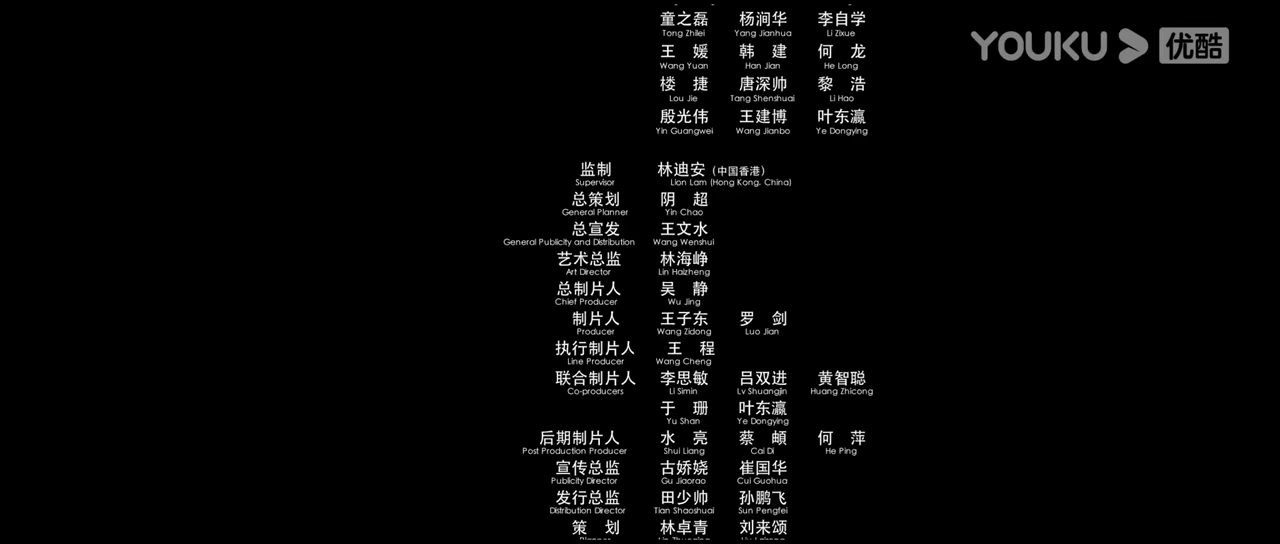 童之磊 杨涧华 李自学
Tong Zhilei Yang Jianhua Li Zixue
YOUKU 优酷
王 媛 韩 建 何 龙
Wang Yuan Han Jian He Long
楼 捷 唐深帅 黎 浩
Lou Jie Tang Shenshuai Li Hao
殷光伟 王建博 叶东瀛
Yin Guangwei Wang Jianbo Ye Dongying
监制 林迪安（中国香港）
Supervisor Lion Lam (Hong Kong, China)
总策划 阴 超
General Planner Yin Chao
总宣发 王文水
General Publicity and Distribution Wang Wenshui
艺术总监 林海峥
Art Director Lin Haizheng
总制片人 吴 静
Chief Producer Wu Jing
制片人 王子东 罗 剑
Producer Wang Zidong Luo Jian
执行制片人 王 程
Line Producer Wang Cheng
联合制片人 李思敏 吕双进 黄智聪
Co-producers Li Simin Lv Shuangjin Huang Zhicong
于 珊 叶东瀛
Yu Shan Ye Dongying
后期制片人 水 亮 蔡 頔 何 萍
Post Production Producer Shui Liang Cai Di He Ping
宣传总监 古娇娆 崔国华
Publicity Director Gu Jiaorao Cui Guohua
发行总监 田少帅 孙鹏飞
Distribution Director Tian Shaoshuai Sun Pengfei
策 划 林卓青 刘来颂